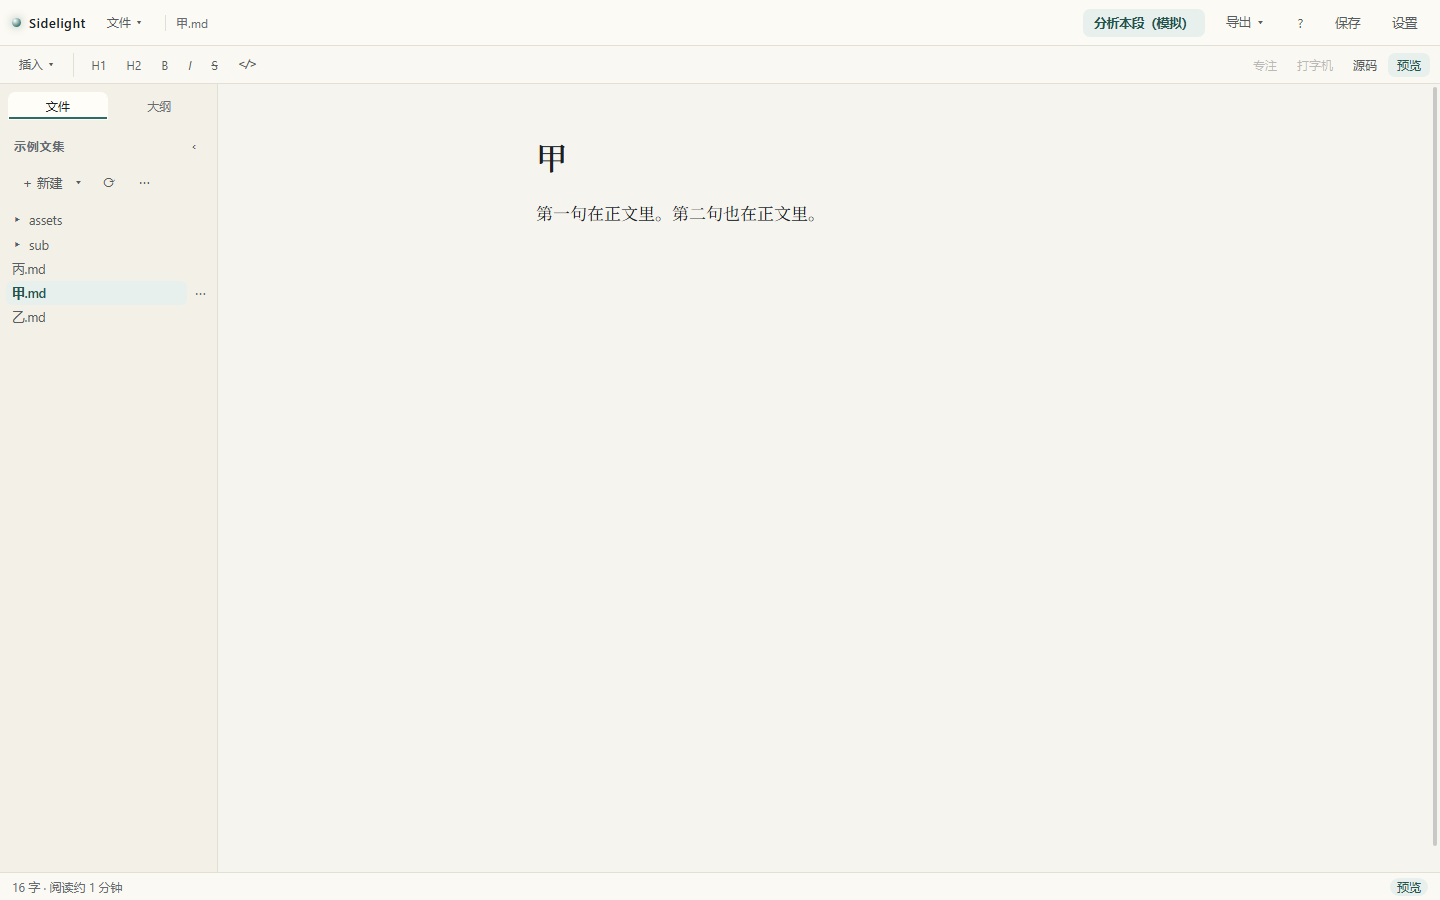 Sidelight 文件 甲.md 分析本段（模拟） 导出 ? 保存 设置
插入 H1 H2 B I S </> 专注 打字机 源码 预览
文件 大纲
示例文集 ‹
+ 新建 ···
assets
sub
丙.md
甲.md ···
乙.md
甲
第一句在正文里。第二句也在正文里。
16 字 · 阅读约 1 分钟 预览